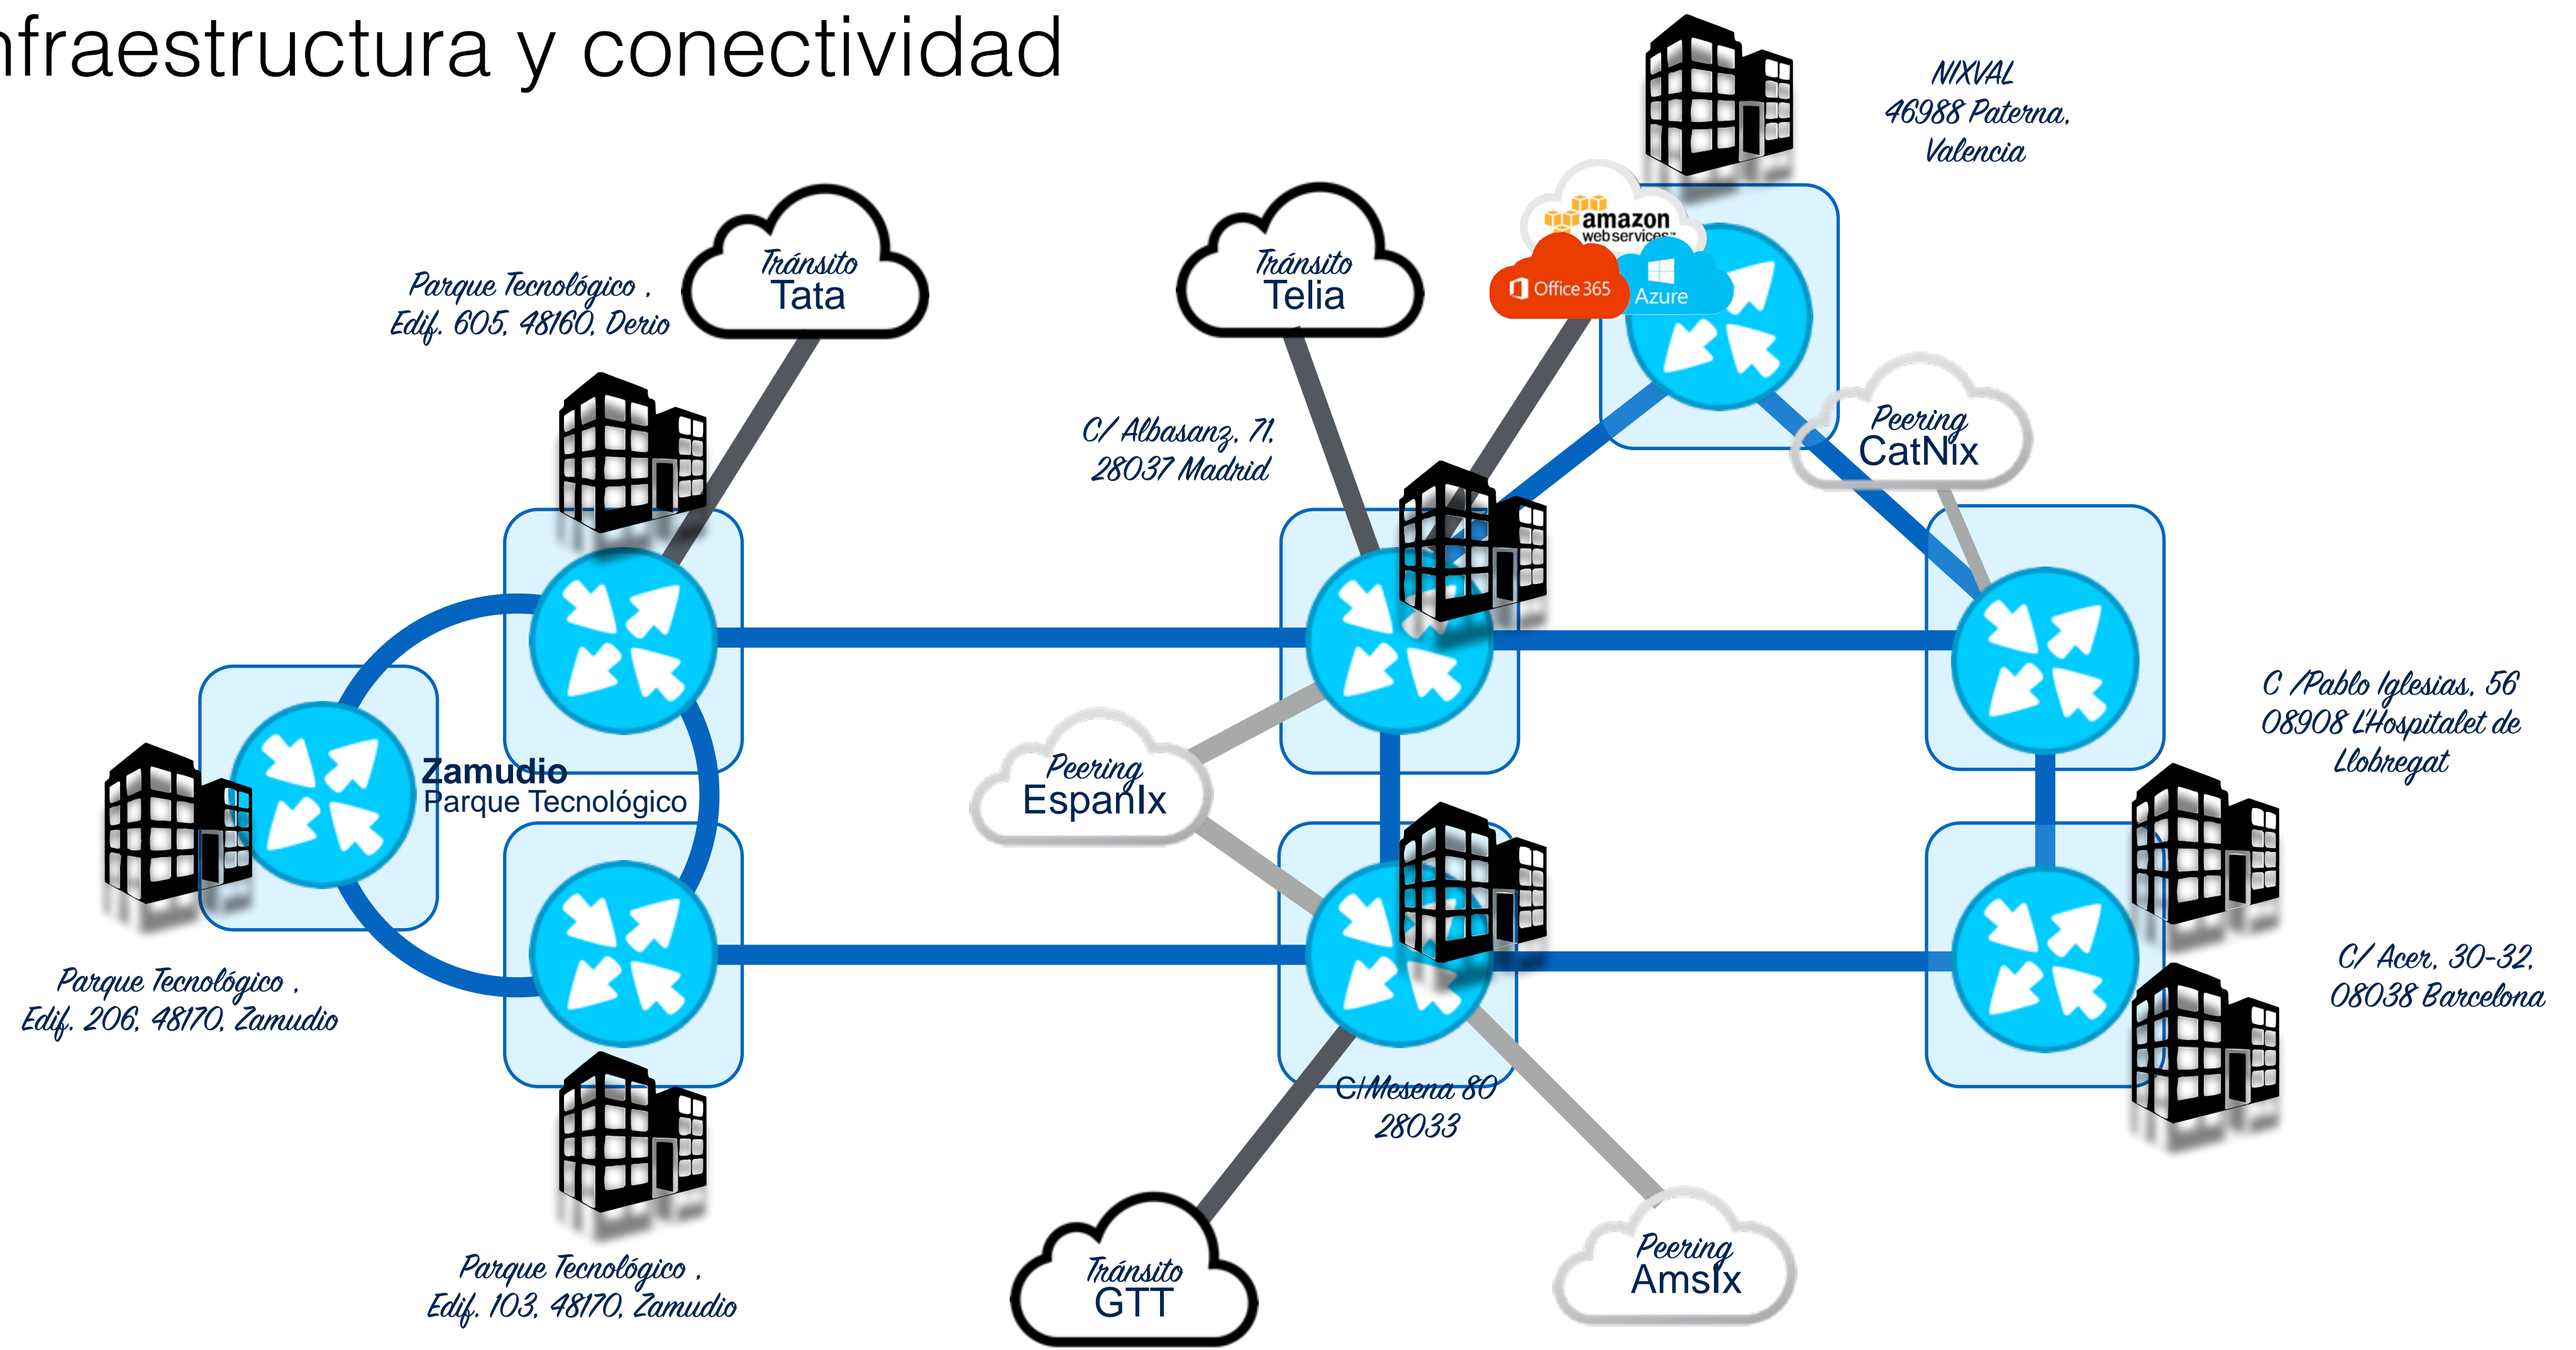 nfraestructura y conectividad
NIXVAL
46988 Paterna,
Valencia
amazon
web services™
Office 365
Azure
Tránsito
Tata
Tránsito
Telia
Parque Tecnológico ,
Edif. 605, 48160, Derio
C/ Albasanz, 71,
28037 Madrid
Peering
CatNix
C /Pablo Iglesias, 56
08908 L'Hospitalet de
Llobregat
Zamudio
Parque Tecnológico
Peering
EspanIx
Parque Tecnológico ,
Edif. 206, 48170, Zamudio
C/ Acer, 30-32,
08038 Barcelona
C/Mesena 80
28033
Parque Tecnológico ,
Edif. 103, 48170, Zamudio
Tránsito
GTT
Peering
AmsIx